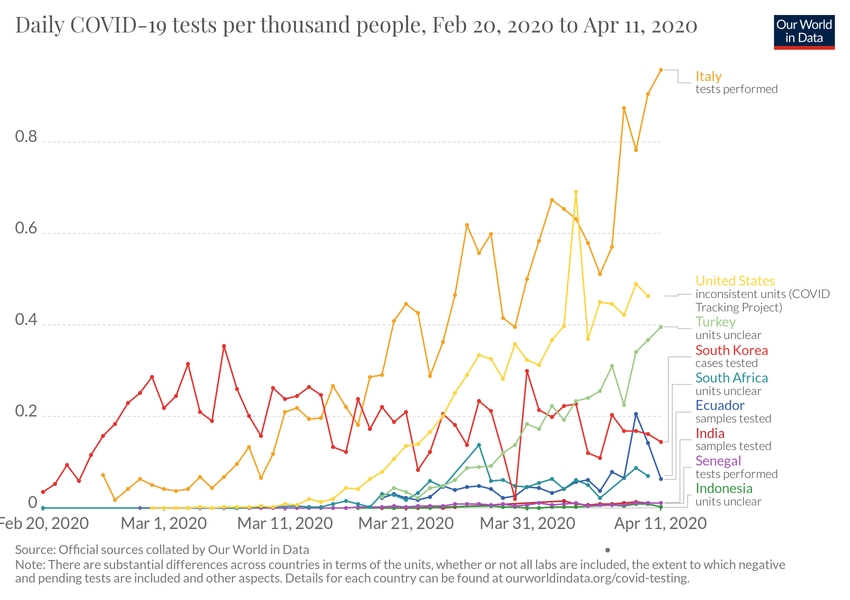 Daily COVID-19 tests per thousand people, Feb 20, 2020 to Apr 11, 2020
Our World
in Data
Italy
tests performed
0.8
0.6
United States
inconsistent units (COVID
Tracking Project)
0.4
Turkey
units unclear
South Korea
cases tested
South Africa
units unclear
Ecuador
samples tested
0.2
India
samples tested
Senegal
tests performed
Indonesia
units unclear
0
Feb 20, 2020
Mar 1, 2020
Mar 11, 2020
Mar 21, 2020
Mar 31, 2020
Apr 11, 2020
Source: Official sources collated by Our World in Data
Note: There are substantial differences across countries in terms of the units, whether or not all labs are included, the extent to which negative
and pending tests are included and other aspects. Details for each country can be found at ourworldindata.org/covid-testing.